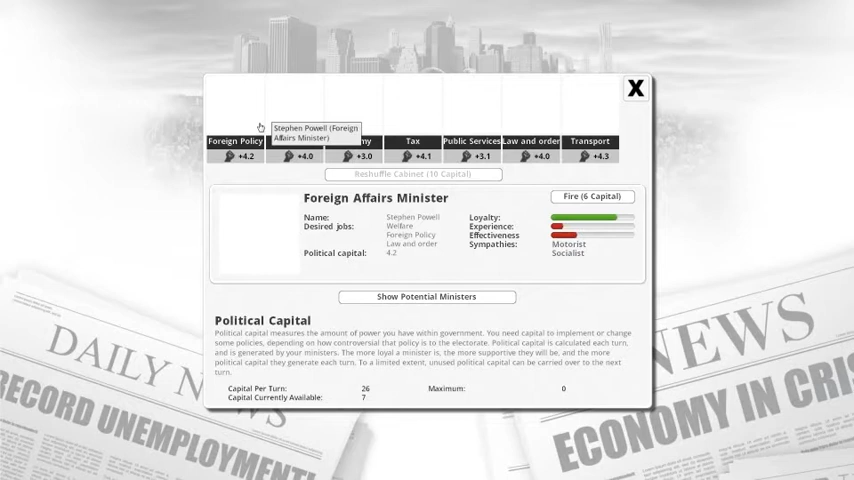 X
Stephen Powell (Foreign
Affairs Minister)
Foreign Policy
my
Tax
Public Services
Law and order
Transport
+4.2
+4.0
+3.0
+4.1
+3.1
+4.0
+4.3
Reshuffle Cabinet (10 Capital)
Foreign Affairs Minister
Fire (6 Capital)
Name: Stephen Powell
Loyalty:
Desired jobs: Welfare
Experience:
Foreign Policy
Effectiveness
Law and order
Sympathies: Motorist
Political capital: 4.2
Socialist
Show Potential Ministers
Political Capital
Political capital measures the amount of power you have within government. You need capital to implement or change
some policies, depending on how controversial that policy is to the electorate. Political capital is calculated each turn,
and is generated by your ministers. The more loyal a minister is, the more supportive they will be, and the more
political capital they generate each turn. To a limited extent, unused political capital can be carried over to the next
turn.
Capital Per Turn: 26 Maximum: 0
Capital Currently Available: 7
DAILY N
RECORD UNEMPLOYMENT!
NEWS
ECONOMY IN CRIS